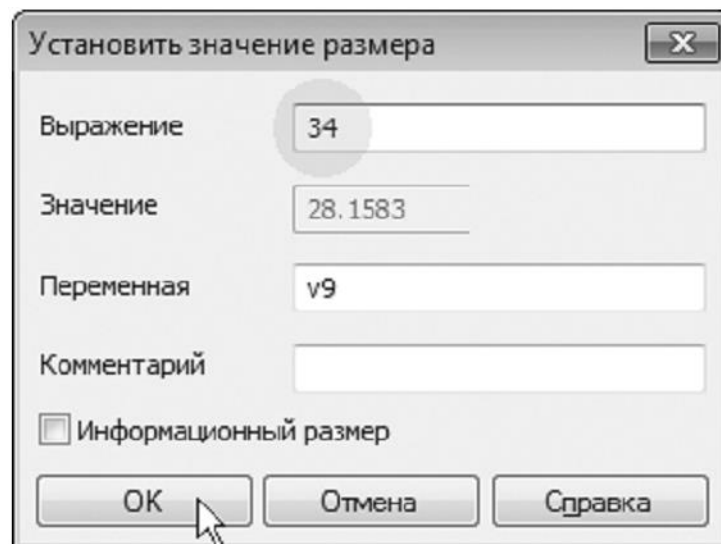 Установить значение размера
Выражение 34
Значение 28.1583
Переменная v9
Комментарий
Информационный размер
OK Отмена Справка